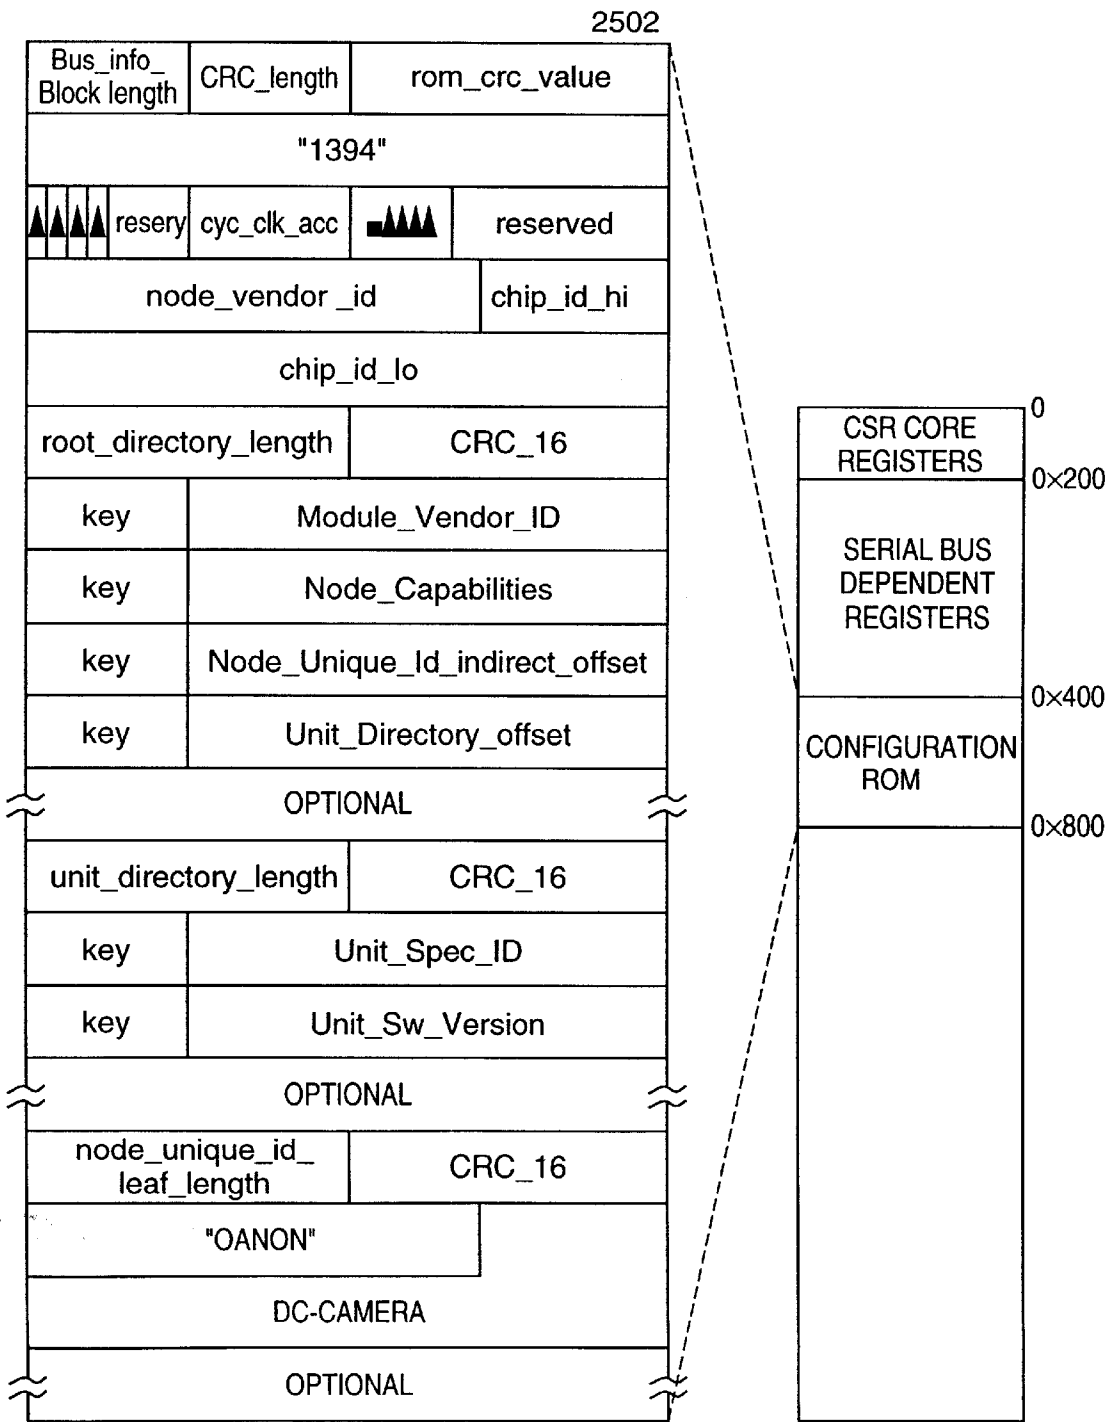 2502
Bus_info_
Block length
CRC_length
rom_crc_value
"1394"
reserv
cyc_clk_acc
reserved
node_vendor _id
chip_id_hi
chip_id_lo
root_directory_length
CRC_16
key
Module_Vendor_ID
key
Node_Capabilities
key
Node_Unique_Id_indirect_offset
key
Unit_Directory_offset
OPTIONAL
unit_directory_length
CRC_16
key
Unit_Spec_ID
key
Unit_Sw_Version
OPTIONAL
node_unique_id_
leaf_length
CRC_16
"OANON"
DC-CAMERA
OPTIONAL
0
CSR CORE
REGISTERS
0×200
SERIAL BUS
DEPENDENT
REGISTERS
0×400
CONFIGURATION
ROM
0×800